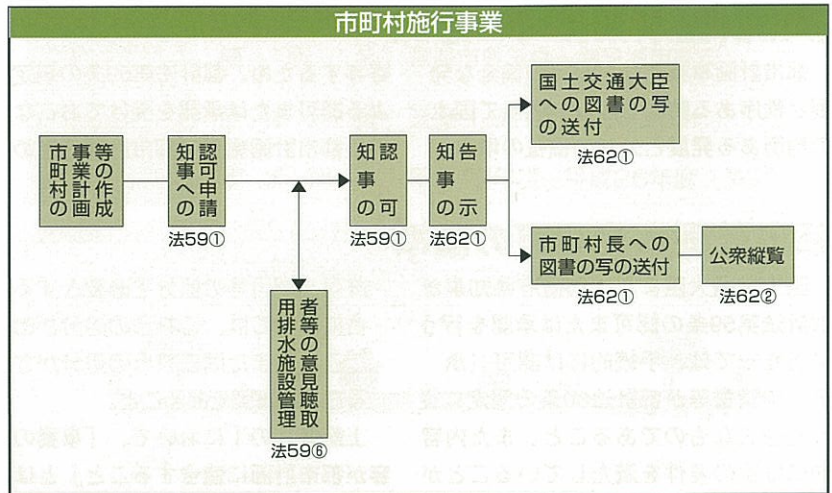 市町村施行事業
市町村の
事業計画
等の作成
知事への
認可申請
法59①
知事の
認可
法59①
知事の
告示
法62①
国土交通大臣
への図書の写
の送付
法62①
市町村長への
図書の写の送付
法62①
公衆縦覧
法62②
用排水施設管理
者等の意見聴取
法59⑥